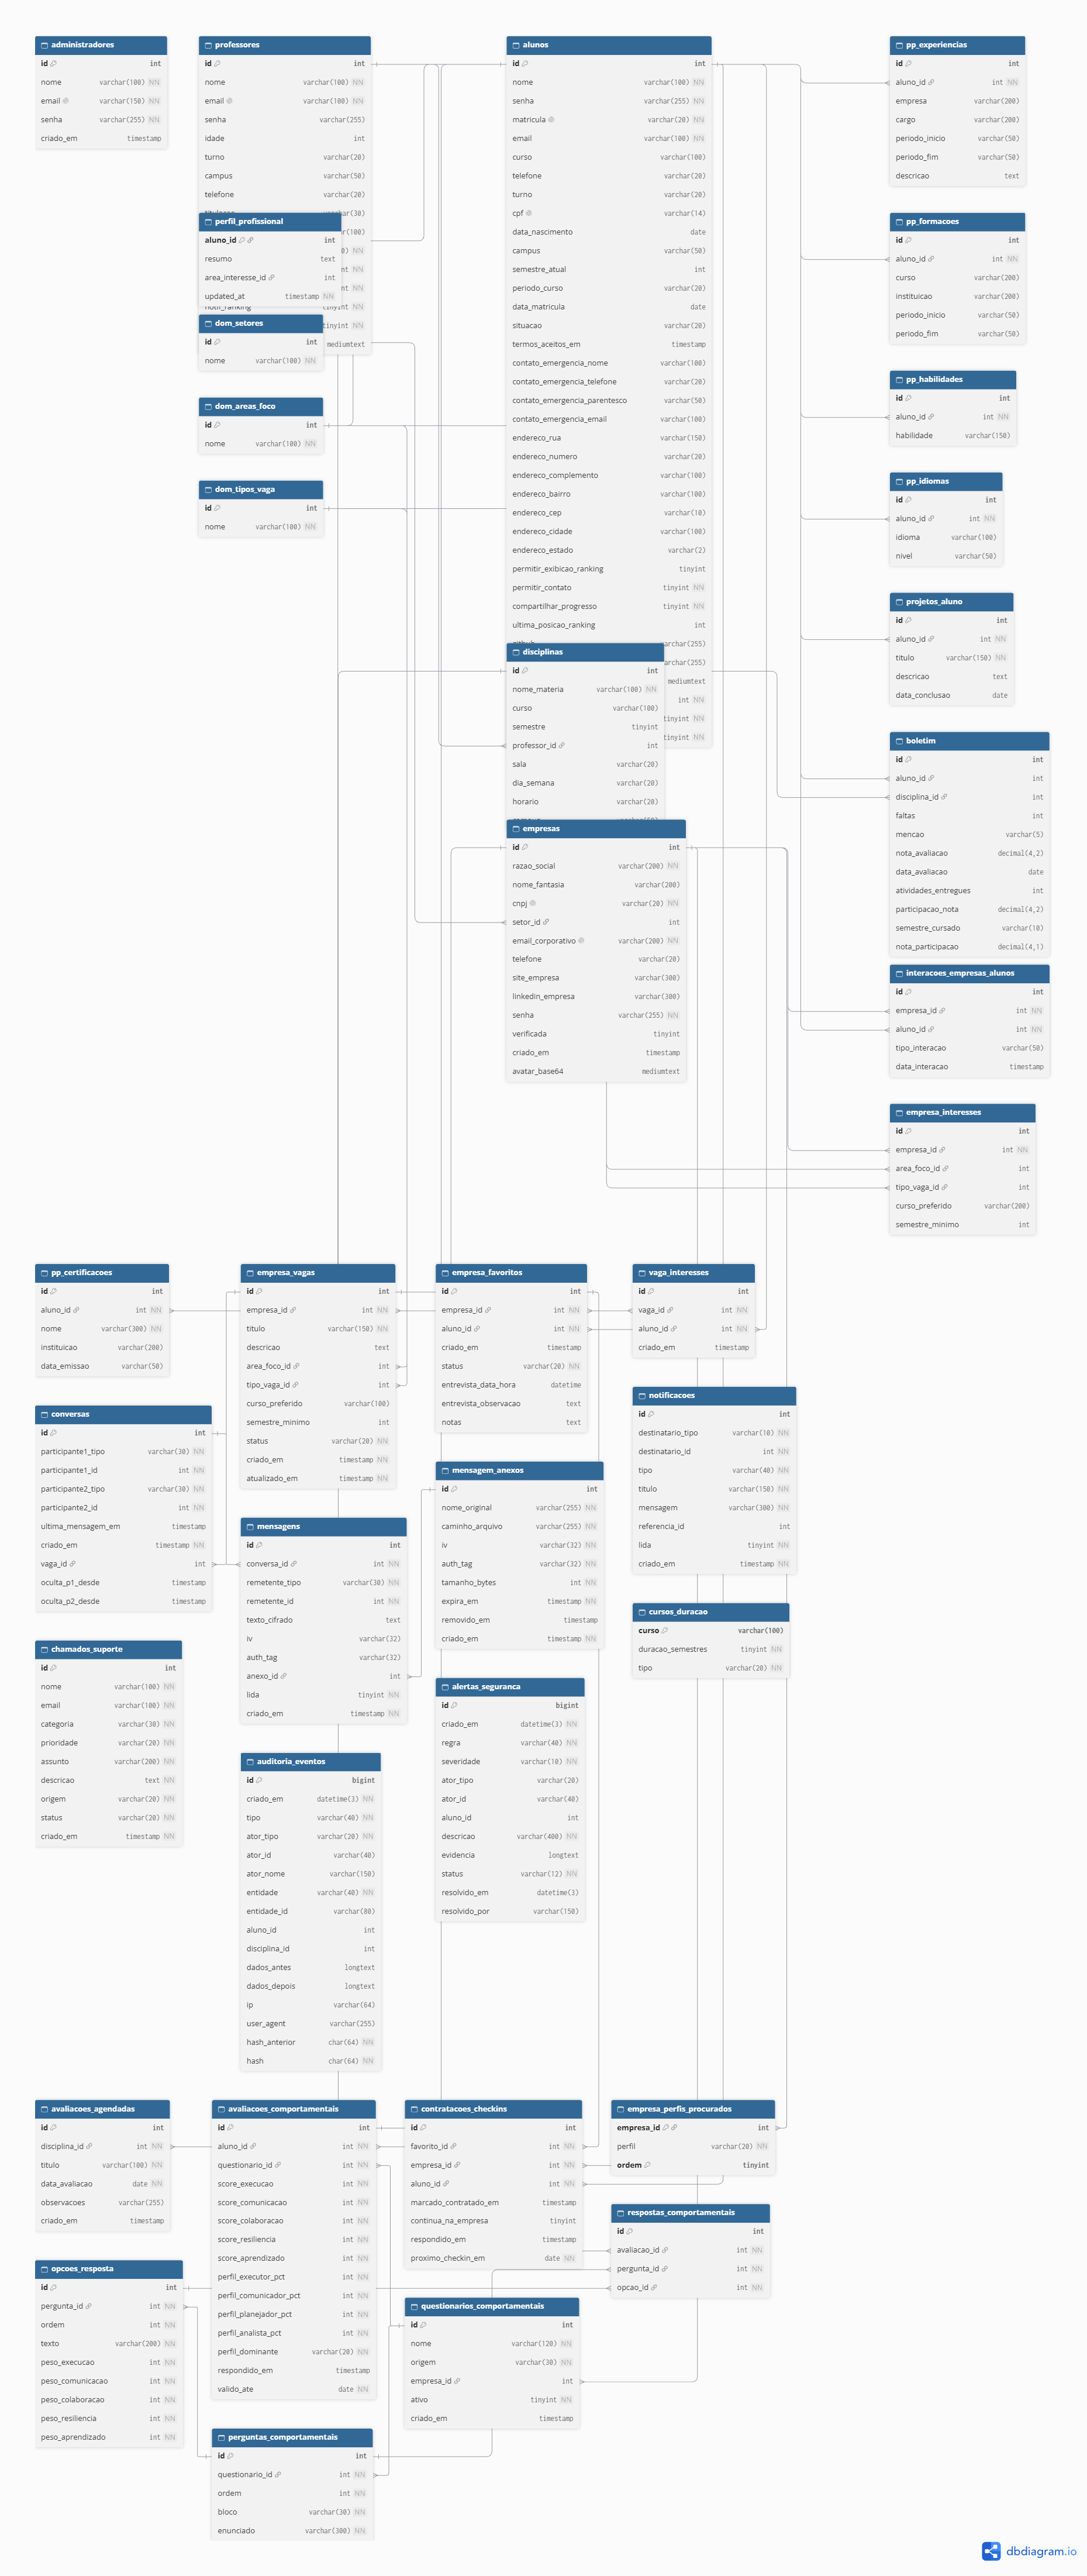 administradores
id int
nome varchar(100) NN
email varchar(150) NN
senha varchar(255) NN
criado_em timestamp
professores
id int
nome varchar(100) NN
email varchar(100) NN
senha varchar(255)
idade int
turno varchar(20)
campus varchar(50)
telefone varchar(20)
perfil_profissional
aluno_id int
resumo text
area_interesse_id int
updated_at timestamp NN
tinyint NN
mediumtext
dom_setores
id int
nome varchar(100) NN
dom_areas_foco
id int
nome varchar(100) NN
dom_tipos_vaga
id int
nome varchar(100) NN
alunos
id int
nome varchar(100) NN
senha varchar(255) NN
matricula varchar(20) NN
email varchar(100) NN
curso varchar(100)
telefone varchar(20)
turno varchar(20)
cpf varchar(14)
data_nascimento date
campus varchar(50)
semestre_atual int
periodo_curso varchar(20)
data_matricula date
situacao varchar(20)
termos_aceitos_em timestamp
contato_emergencia_nome varchar(100)
contato_emergencia_telefone varchar(20)
contato_emergencia_parentesco varchar(50)
contato_emergencia_email varchar(100)
endereco_rua varchar(150)
endereco_numero varchar(20)
endereco_complemento varchar(100)
endereco_bairro varchar(100)
endereco_cep varchar(10)
endereco_cidade varchar(100)
endereco_estado varchar(2)
permitir_exibicao_ranking tinyint
permitir_contato tinyint NN
compartilhar_progresso tinyint NN
ultima_posicao_ranking int
mediumtext
int NN
tinyint NN
tinyint NN
disciplinas
id int
nome_materia varchar(100) NN
curso varchar(100)
semestre tinyint
professor_id int
sala varchar(20)
dia_semana varchar(20)
horario varchar(20)
empresas
id int
razao_social varchar(200) NN
nome_fantasia varchar(200)
cnpj varchar(20) NN
setor_id int
email_corporativo varchar(200) NN
telefone varchar(20)
site_empresa varchar(300)
linkedin_empresa varchar(300)
senha varchar(255) NN
verificada tinyint
criado_em timestamp
avatar_base64 mediumtext
pp_experiencias
id int
aluno_id int NN
empresa varchar(200)
cargo varchar(200)
periodo_inicio varchar(50)
periodo_fim varchar(50)
descricao text
pp_formacoes
id int
aluno_id int NN
curso varchar(200)
instituicao varchar(200)
periodo_inicio varchar(50)
periodo_fim varchar(50)
pp_habilidades
id int
aluno_id int NN
habilidade varchar(150)
pp_idiomas
id int
aluno_id int NN
idioma varchar(100)
nivel varchar(50)
projetos_aluno
id int
aluno_id int NN
titulo varchar(150) NN
descricao text
data_conclusao date
boletim
id int
aluno_id int
disciplina_id int
faltas int
mencao varchar(5)
nota_avaliacao decimal(4,2)
data_avaliacao date
atividades_entregues int
participacao_nota decimal(4,2)
semestre_cursado varchar(10)
nota_participacao decimal(4,1)
interacoes_empresas_alunos
id int
empresa_id int NN
aluno_id int NN
tipo_interacao varchar(50)
data_interacao timestamp
empresa_interesses
id int
empresa_id int NN
area_foco_id int
tipo_vaga_id int
curso_preferido varchar(200)
semestre_minimo int
pp_certificacoes
id int
aluno_id int NN
nome varchar(300) NN
instituicao varchar(200)
data_emissao varchar(50)
conversas
id int
participante1_tipo varchar(30) NN
participante1_id int NN
participante2_tipo varchar(30) NN
participante2_id int NN
ultima_mensagem_em timestamp
criado_em timestamp NN
vaga_id int
oculta_p1_desde timestamp
oculta_p2_desde timestamp
chamados_suporte
id int
nome varchar(100) NN
email varchar(100) NN
categoria varchar(30) NN
prioridade varchar(20) NN
assunto varchar(200) NN
descricao text NN
origem varchar(20) NN
status varchar(20) NN
criado_em timestamp NN
empresa_vagas
id int
empresa_id int NN
titulo varchar(150) NN
descricao text
area_foco_id int
tipo_vaga_id int
curso_preferido varchar(100)
semestre_minimo int
status varchar(20) NN
criado_em timestamp NN
atualizado_em timestamp NN
mensagens
id int
conversa_id int NN
remetente_tipo varchar(30) NN
remetente_id int NN
texto_cifrado text
iv varchar(32)
auth_tag varchar(32)
anexo_id int
lida tinyint NN
criado_em timestamp NN
auditoria_eventos
id bigint
criado_em datetime(3) NN
tipo varchar(40) NN
ator_tipo varchar(20) NN
ator_id varchar(40)
ator_nome varchar(150)
entidade varchar(40) NN
entidade_id varchar(80)
aluno_id int
disciplina_id int
dados_antes longtext
dados_depois longtext
ip varchar(64)
user_agent varchar(255)
hash_anterior char(64) NN
hash char(64) NN
empresa_favoritos
id int
empresa_id int NN
aluno_id int NN
criado_em timestamp
status varchar(20) NN
entrevista_data_hora datetime
entrevista_observacao text
notas text
mensagem_anexos
id int
nome_original varchar(255) NN
caminho_arquivo varchar(255) NN
iv varchar(32) NN
auth_tag varchar(32) NN
tamanho_bytes int NN
expira_em timestamp NN
removido_em timestamp
criado_em timestamp NN
alertas_seguranca
id bigint
criado_em datetime(3) NN
regra varchar(40) NN
severidade varchar(10) NN
ator_tipo varchar(20)
ator_id varchar(40)
aluno_id int
descricao varchar(400) NN
evidencia longtext
status varchar(12) NN
resolvido_em datetime(3)
resolvido_por varchar(150)
vaga_interesses
id int
vaga_id int NN
aluno_id int NN
criado_em timestamp
notificacoes
id int
destinatario_tipo varchar(10) NN
destinatario_id int NN
tipo varchar(40) NN
titulo varchar(150) NN
mensagem varchar(300) NN
referencia_id int
lida tinyint NN
criado_em timestamp NN
cursos_duracao
curso varchar(100)
duracao_semestres tinyint NN
tipo varchar(20) NN
avaliacoes_agendadas
id int
disciplina_id int NN
titulo varchar(100) NN
data_avaliacao date NN
observacoes varchar(255)
criado_em timestamp
opcoes_resposta
id int
pergunta_id int NN
ordem int NN
texto varchar(200) NN
peso_execucao int NN
peso_comunicacao int NN
peso_colaboracao int NN
peso_resiliencia int NN
peso_aprendizado int NN
avaliacoes_comportamentais
id int
aluno_id int NN
questionario_id int NN
score_execucao int NN
score_comunicacao int NN
score_colaboracao int NN
score_resiliencia int NN
score_aprendizado int NN
perfil_executor_pct int NN
perfil_comunicador_pct int NN
perfil_planejador_pct int NN
perfil_analista_pct int NN
perfil_dominante varchar(20) NN
respondido_em timestamp
valido_ate date NN
perguntas_comportamentais
id int
questionario_id int NN
ordem int NN
bloco varchar(30) NN
enunciado varchar(300) NN
contratacoes_checkins
id int
favorito_id int NN
empresa_id int NN
aluno_id int NN
marcado_contratado_em timestamp
continua_na_empresa tinyint
respondido_em timestamp
proximo_checkin_em date NN
questionarios_comportamentais
id int
nome varchar(120) NN
origem varchar(30) NN
empresa_id int
ativo tinyint NN
criado_em timestamp
empresa_perfis_procurados
empresa_id int
perfil varchar(20) NN
ordem tinyint
respostas_comportamentais
id int
avaliacao_id int NN
pergunta_id int NN
opcao_id int NN
dbdiagram.io